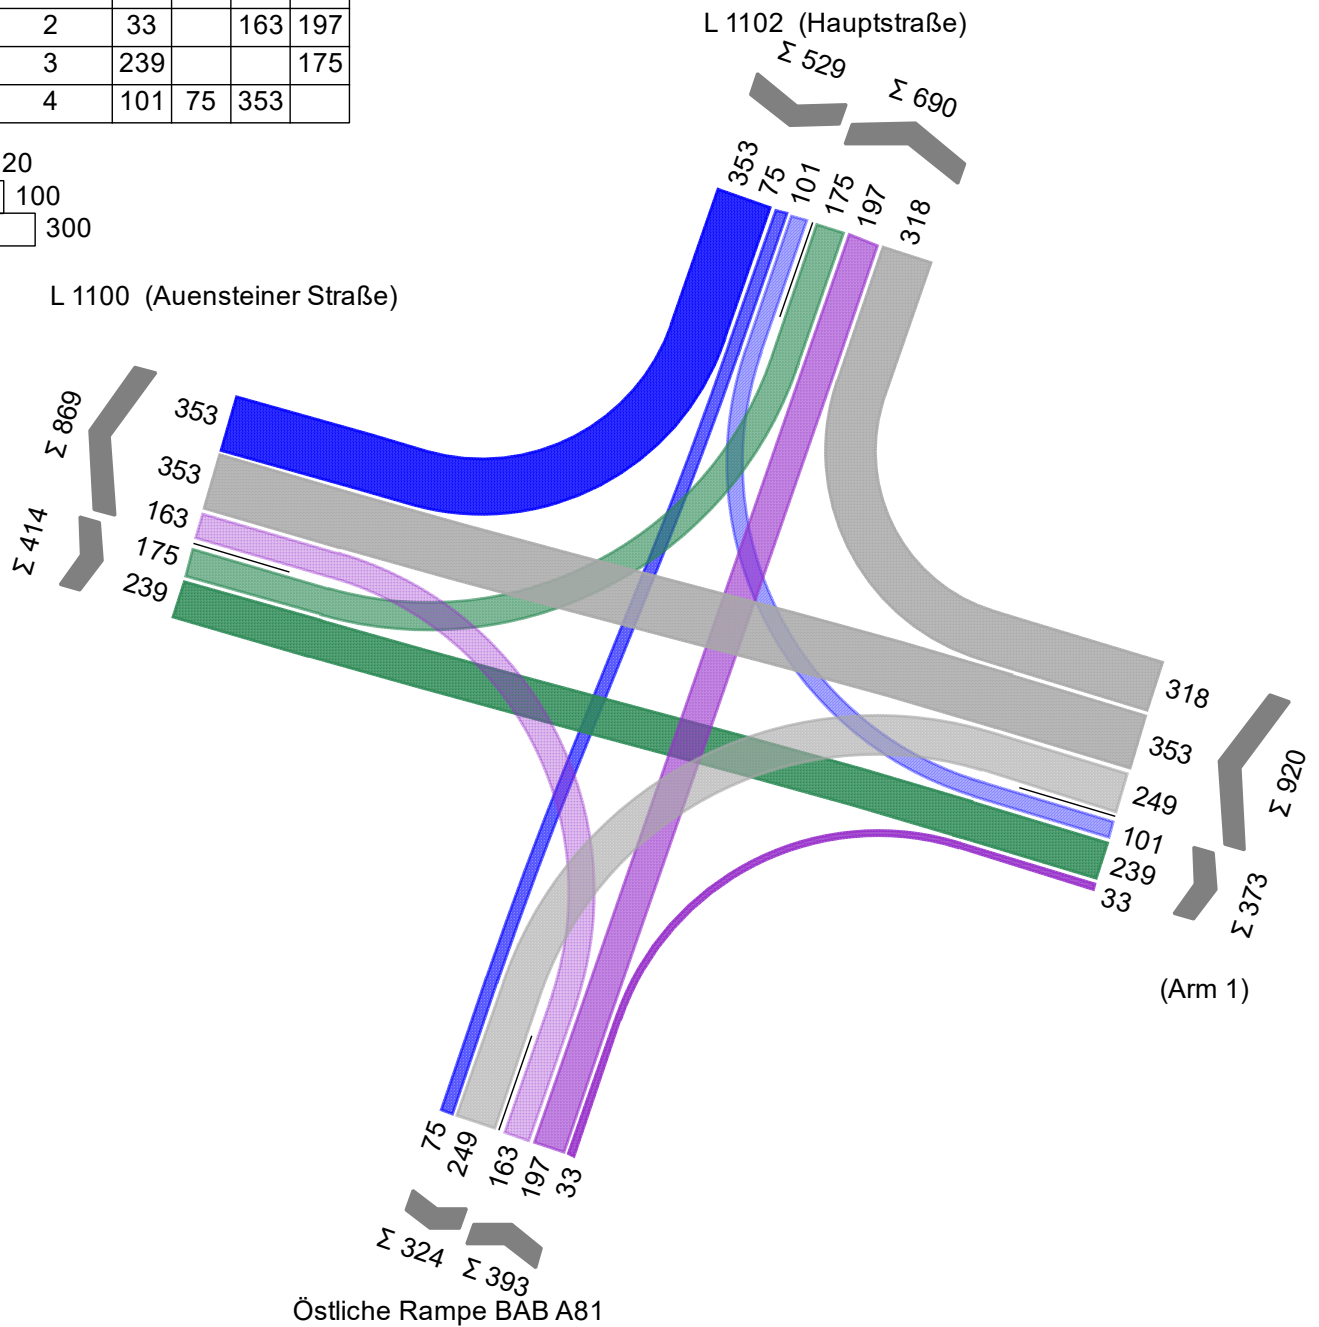 2 33 163 197
3 239 175
4 101 75 353
20
100
300
L 1102 (Hauptstraße)
Σ 529
Σ 690
353
75
101
175
197
318
L 1100 (Auensteiner Straße)
Σ 869
Σ 414
353
353
163
175
239
318
353
249
101
239
33
Σ 920
Σ 373
(Arm 1)
75
249
163
197
33
Σ 324
Σ 393
Östliche Rampe BAB A81